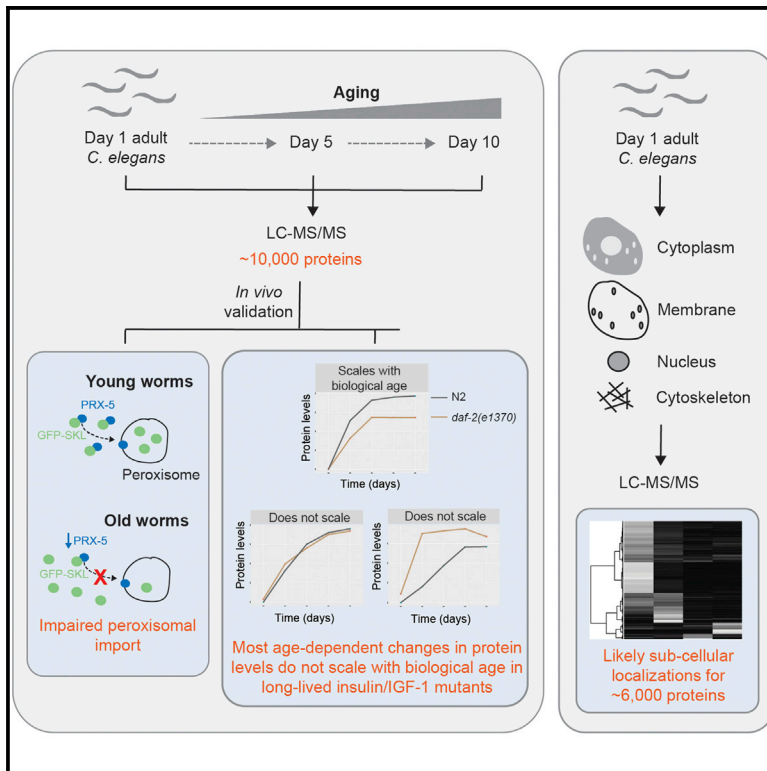 Aging
Day 1 adult
C. elegans
Day 5
Day 10
LC-MS/MS
~10,000 proteins
In vivo
validation
Young worms
PRX-5
GFP-SKL
Peroxisome
Old worms
↓PRX-5
GFP-SKL
X
Impaired peroxisomal
import
Scales with
biological age
Protein levels
Time (days)
N2
daf-2(e1370)
Does not scale
Protein levels
Time (days)
Does not scale
Protein levels
Time (days)
Most age-dependent changes in protein
levels do not scale with biological age in
long-lived insulin/IGF-1 mutants
Day 1 adult
C. elegans
Cytoplasm
Membrane
Nucleus
Cytoskeleton
LC-MS/MS
Likely sub-cellular
localizations for
~6,000 proteins